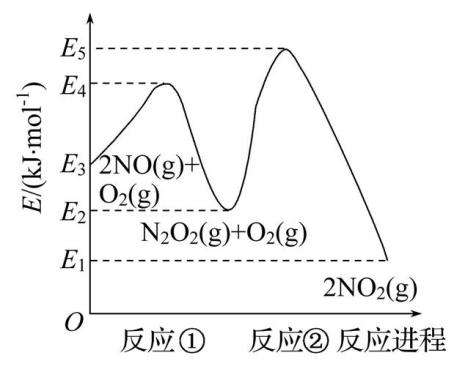 E/(kJ·mol⁻¹)
E₅
E₄
E₃
2NO(g)+
O₂(g)
E₂
N₂O₂(g)+O₂(g)
E₁
2NO₂(g)
O
反应① 反应② 反应进程